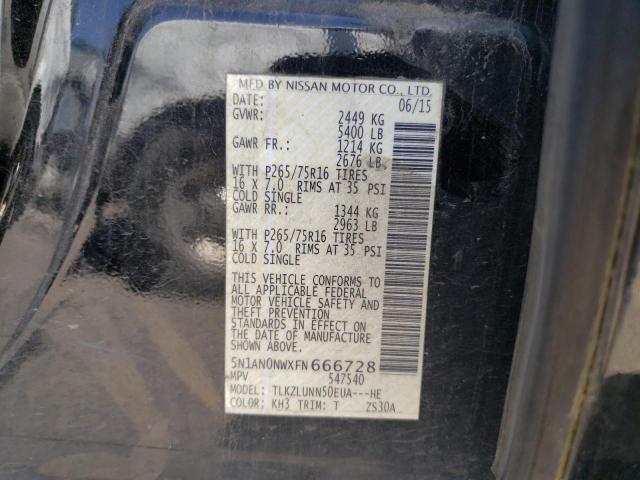 MFD BY NISSAN MOTOR CO., LTD.
DATE: 06/15
GVWR: 2449 KG
5400 LB
GAWR FR.: 1214 KG
2676 LB
WITH P265/75R16 TIRES
16 X 7.0 RIMS AT 35 PSI
COLD SINGLE
GAWR RR.: 1344 KG
2963 LB
WITH P265/75R16 TIRES
16 X 7.0 RIMS AT 35 PSI
COLD SINGLE
THIS VEHICLE CONFORMS TO
ALL APPLICABLE FEDERAL
MOTOR VEHICLE SAFETY AND
THEFT PREVENTION
STANDARDS IN EFFECT ON
THE DATE OF MANUFACTURE
SHOWN ABOVE.
5N1AN0NWXFN666728
MPV 547540
MODEL: TLKZLUNN50EUA---HE
COLOR: KH3 TRIM: T ZS30A